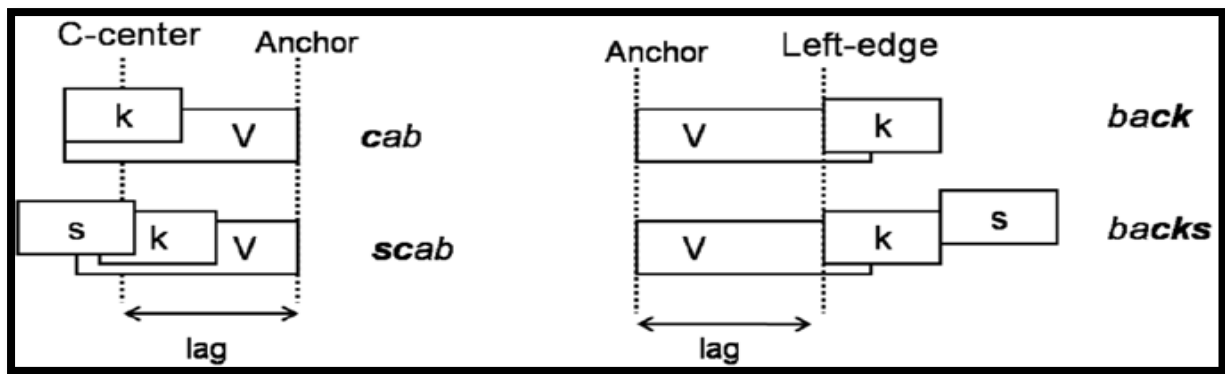 C-center
Anchor
k
V
cab
s
k
V
scab
lag
Anchor
Left-edge
V
k
back
V
k
s
backs
lag